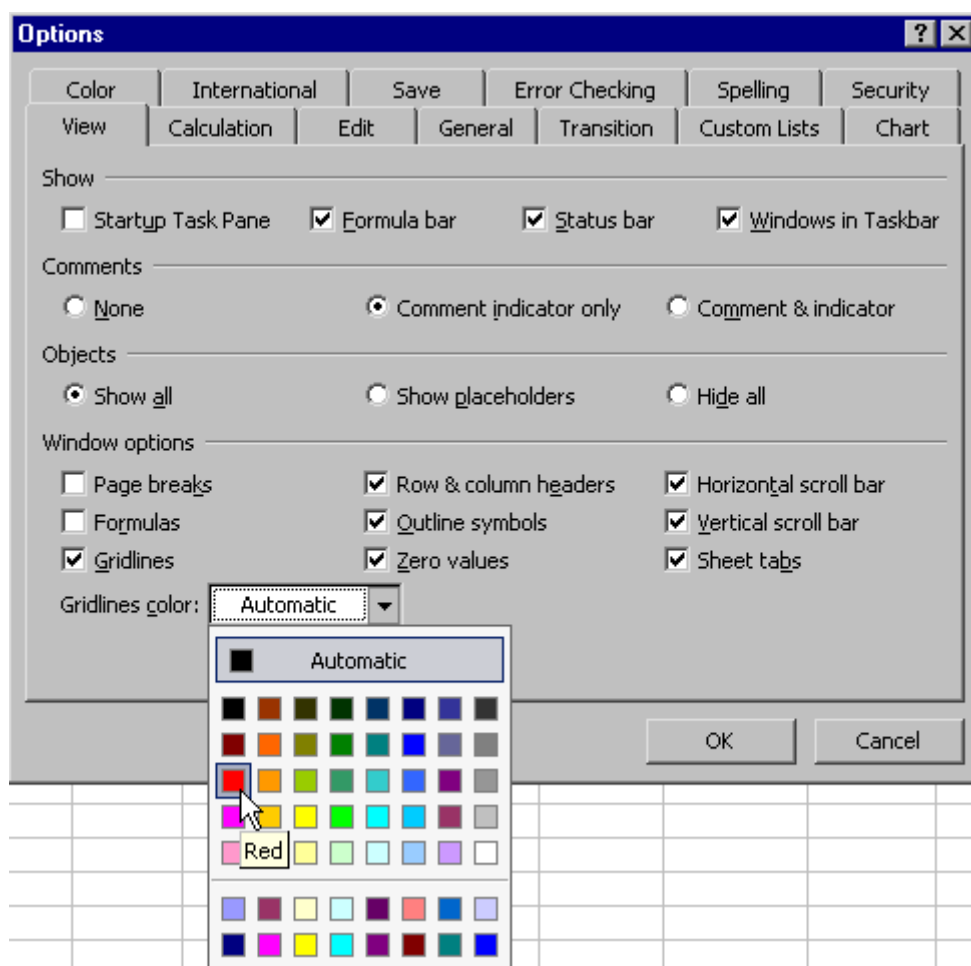 Options
Color International Save Error Checking Spelling Security
View Calculation Edit General Transition Custom Lists Chart
Show
Startup Task Pane Formula bar Status bar Windows in Taskbar
Comments
None Comment indicator only Comment & indicator
Objects
Show all Show placeholders Hide all
Window options
Page breaks Row & column headers Horizontal scroll bar
Formulas Outline symbols Vertical scroll bar
Gridlines Zero values Sheet tabs
Gridlines color: Automatic
Automatic
OK Cancel
Red